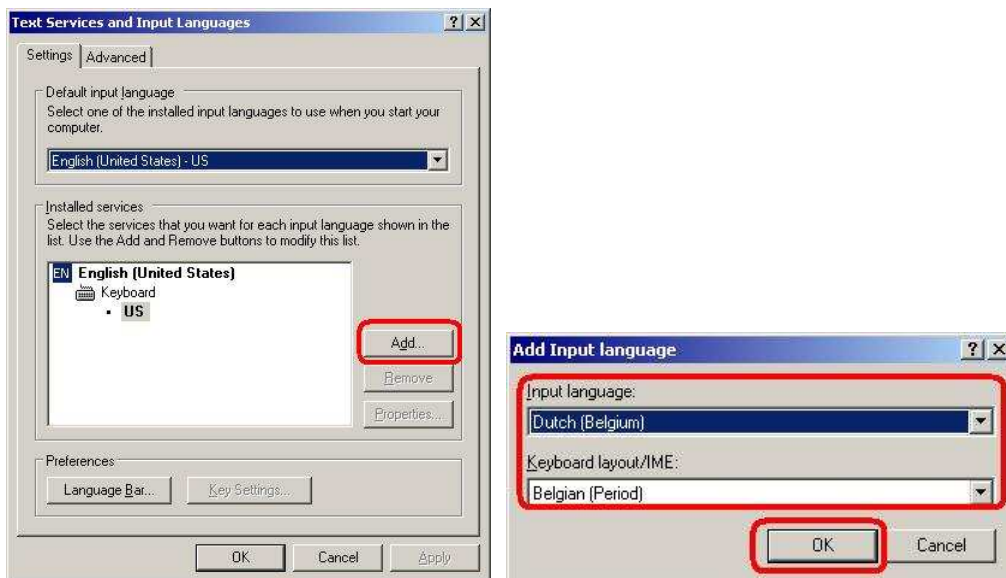 Text Services and Input Languages
Settings
Advanced
Default input language
Select one of the installed input languages to use when you start your
computer.
English (United States) - US
Installed services
Select the services that you want for each input language shown in the
list. Use the Add and Remove buttons to modify this list.
EN English (United States)
Keyboard
• US
Add...
Remove
Properties...
Preferences
Language Bar...
Key Settings...
OK
Cancel
Apply
Add Input language
Input language:
Dutch (Belgium)
Keyboard layout/IME:
Belgian (Period)
OK
Cancel